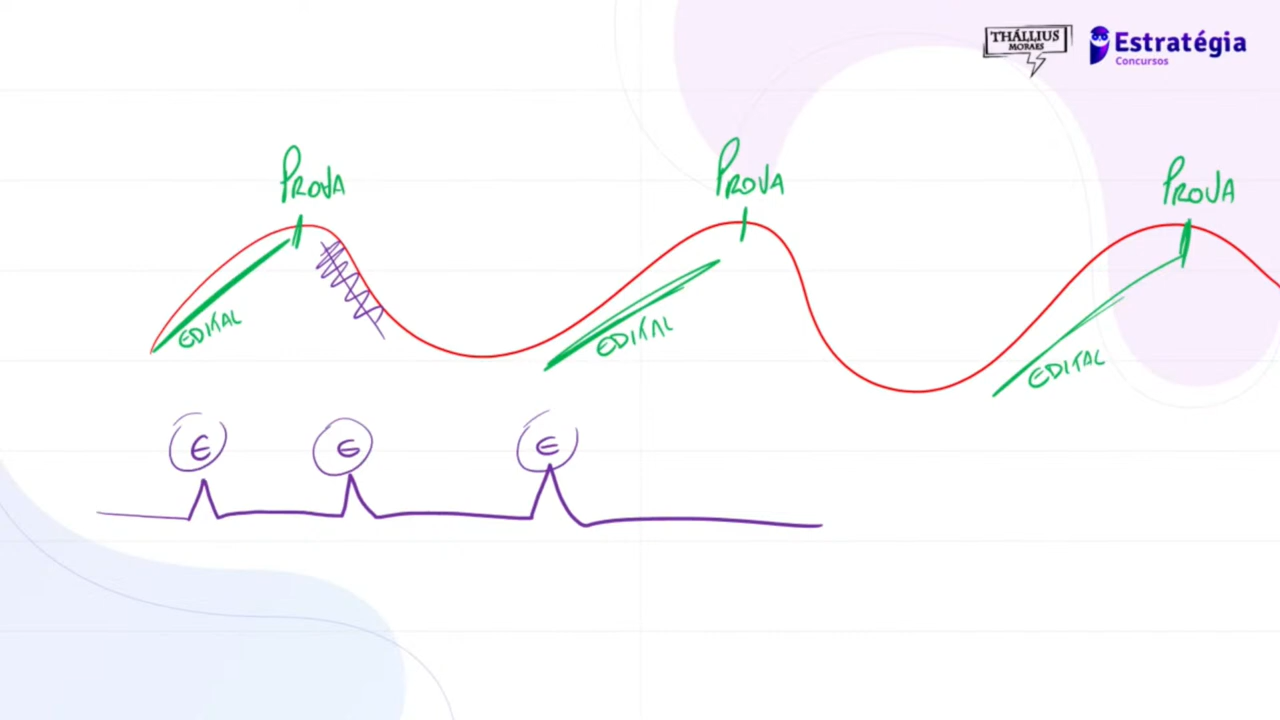 THÁLLIUS
MORAES
Estratégia
Concursos
PROVA
PROVA
PROVA
EDITAL
EDITAL
EDITAL
E
E
E